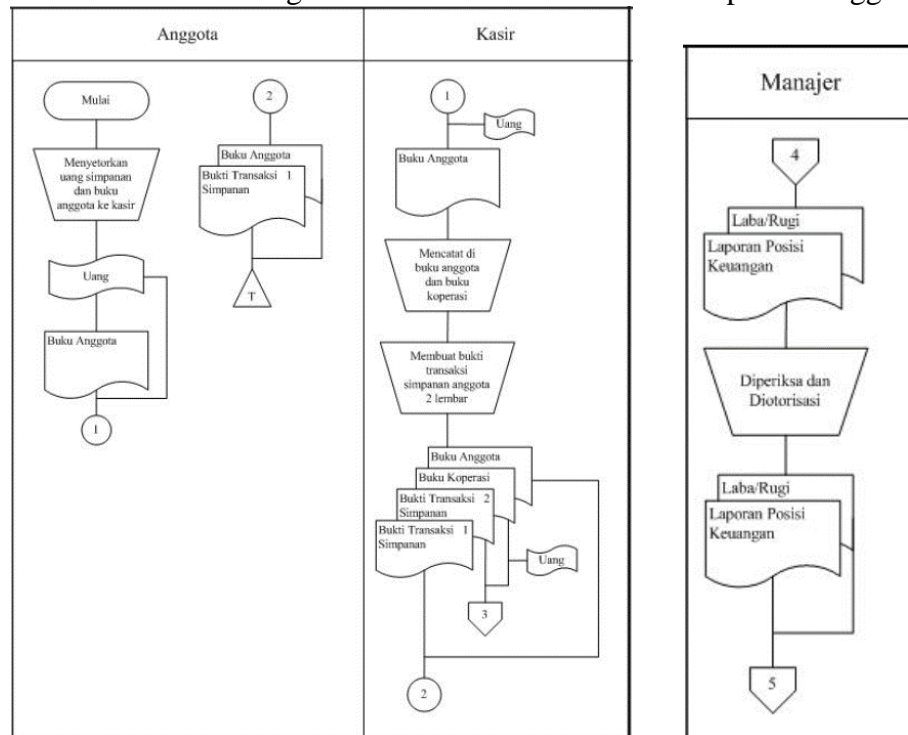 Anggota
Kasir
Mulai
Menyetorkan
uang simpanan
dan buku
anggota ke kasir
Uang
Buku Anggota
1
2
Buku Anggota
Bukti Transaksi 1
Simpanan
T
1
Uang
Buku Anggota
Mencatat di
buku anggota
dan buku
koperasi
Membuat bukti
transaksi
simpanan anggota
2 lembar
Buku Anggota
Buku Koperasi
Bukti Transaksi 2
Simpanan
Bukti Transaksi 1
Simpanan
Uang
3
2
Manajer
4
Laba/Rugi
Laporan Posisi
Keuangan
Diperiksa dan
Diotorisasi
Laba/Rugi
Laporan Posisi
Keuangan
5